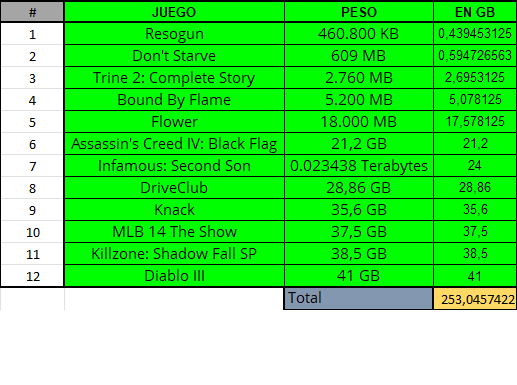 # JUEGO PESO EN GB
1 Resogun 460.800 KB 0,439453125
2 Don't Starve 609 MB 0,594726563
3 Trine 2: Complete Story 2.760 MB 2,6953125
4 Bound By Flame 5.200 MB 5,078125
5 Flower 18.000 MB 17,578125
6 Assassin's Creed IV: Black Flag 21,2 GB 21,2
7 Infamous: Second Son 0.023438 Terabytes 24
8 DriveClub 28,86 GB 28,86
9 Knack 35,6 GB 35,6
10 MLB 14 The Show 37,5 GB 37,5
11 Killzone: Shadow Fall SP 38,5 GB 38,5
12 Diablo III 41 GB 41
Total 253,0457422